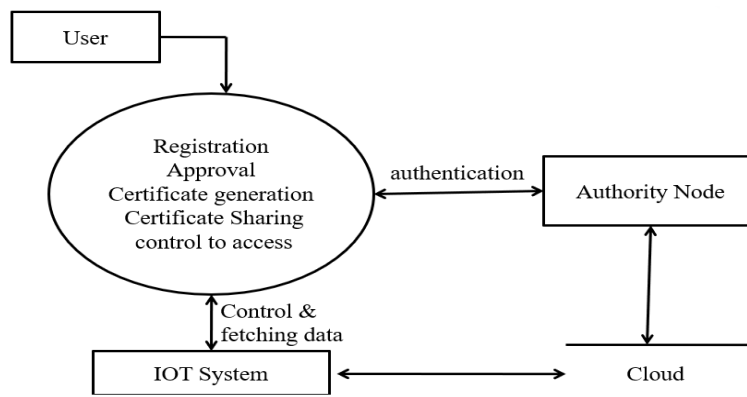 User
Registration
Approval
Certificate generation
Certificate Sharing
control to access
authentication
Authority Node
Control &
fetching data
IOT System
Cloud